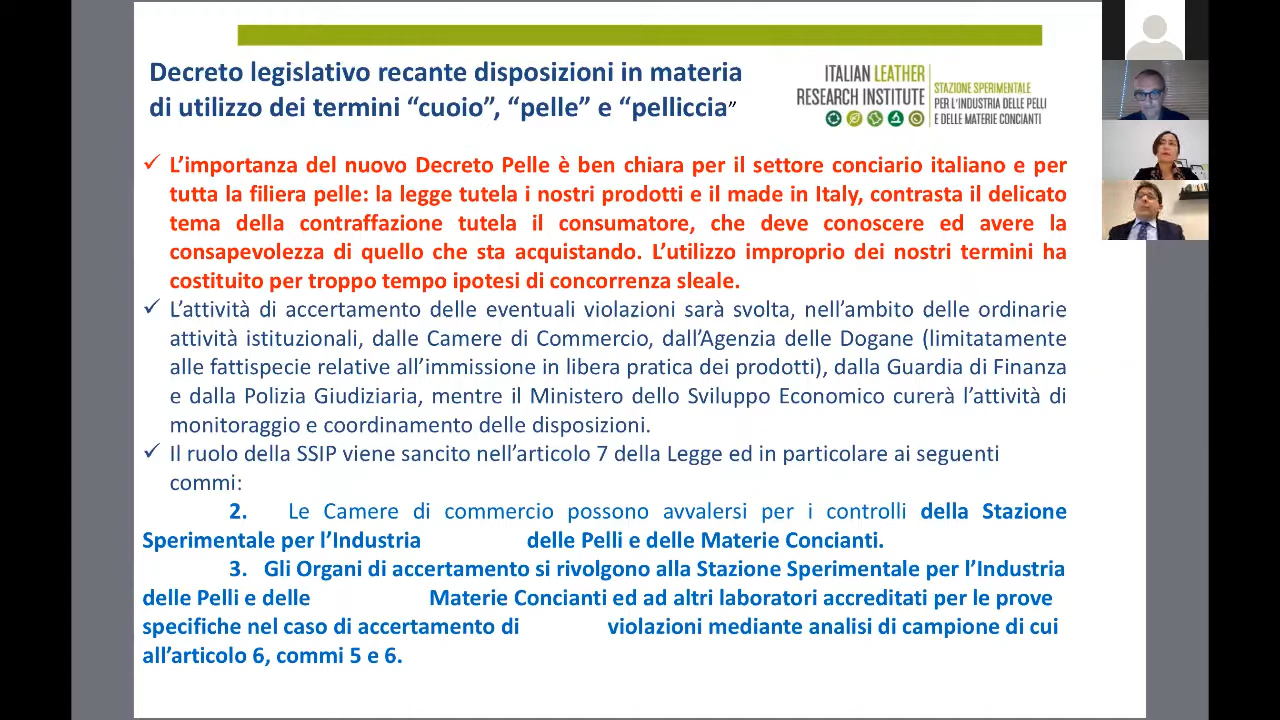 Decreto legislativo recante disposizioni in materia
di utilizzo dei termini “cuoio”, “pelle” e “pelliccia”
ITALIAN LEATHER
RESEARCH INSTITUTE
STAZIONE SPERIMENTALE
PER L'INDUSTRIA DELLE PELLI
E DELLE MATERIE CONCIANTI
✓ L’importanza del nuovo Decreto Pelle è ben chiara per il settore conciario italiano e per
tutta la filiera pelle: la legge tutela i nostri prodotti e il made in Italy, contrasta il delicato
tema della contraffazione tutela il consumatore, che deve conoscere ed avere la
consapevolezza di quello che sta acquistando. L’utilizzo improprio dei nostri termini ha
costituito per troppo tempo ipotesi di concorrenza sleale.
✓ L’attività di accertamento delle eventuali violazioni sarà svolta, nell’ambito delle ordinarie
attività istituzionali, dalle Camere di Commercio, dall’Agenzia delle Dogane (limitatamente
alle fattispecie relative all’immissione in libera pratica dei prodotti), dalla Guardia di Finanza
e dalla Polizia Giudiziaria, mentre il Ministero dello Sviluppo Economico curerà l’attività di
monitoraggio e coordinamento delle disposizioni.
✓ Il ruolo della SSIP viene sancito nell’articolo 7 della Legge ed in particolare ai seguenti
commi:
2. Le Camere di commercio possono avvalersi per i controlli della Stazione
Sperimentale per l’Industria delle Pelli e delle Materie Concianti.
3. Gli Organi di accertamento si rivolgono alla Stazione Sperimentale per l’Industria
delle Pelli e delle Materie Concianti ed ad altri laboratori accreditati per le prove
specifiche nel caso di accertamento di violazioni mediante analisi di campione di cui
all’articolo 6, commi 5 e 6.